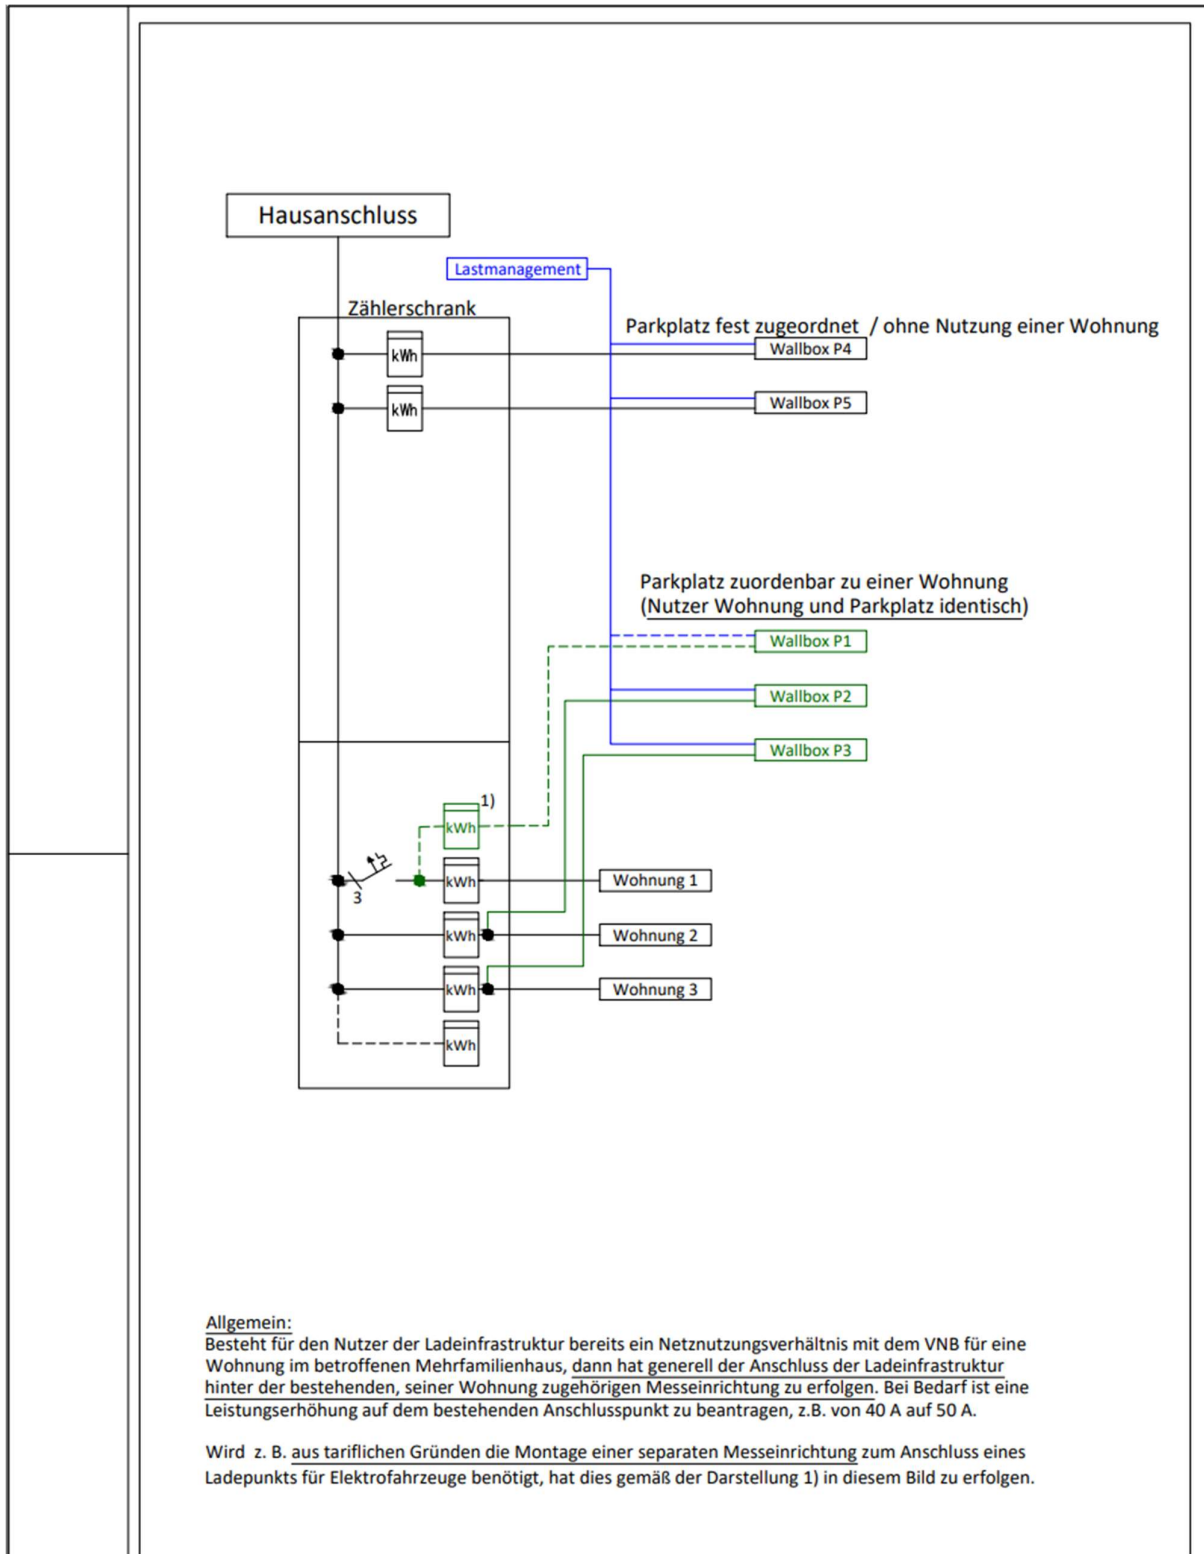 Hausanschluss
Lastmanagement
Zählerschrank
Parkplatz fest zugeordnet / ohne Nutzung einer Wohnung
kWh
Wallbox P4
kWh
Wallbox P5
Parkplatz zuordenbar zu einer Wohnung
(Nutzer Wohnung und Parkplatz identisch)
Wallbox P1
Wallbox P2
Wallbox P3
1)
kWh
3
kWh
Wohnung 1
kWh
Wohnung 2
kWh
Wohnung 3
kWh
Allgemein:
Besteht für den Nutzer der Ladeinfrastruktur bereits ein Netznutzungsverhältnis mit dem VNB für eine
Wohnung im betroffenen Mehrfamilienhaus, dann hat generell der Anschluss der Ladeinfrastruktur
hinter der bestehenden, seiner Wohnung zugehörigen Messeinrichtung zu erfolgen. Bei Bedarf ist eine
Leistungserhöhung auf dem bestehenden Anschlusspunkt zu beantragen, z.B. von 40 A auf 50 A.
Wird z. B. aus tariflichen Gründen die Montage einer separaten Messeinrichtung zum Anschluss eines
Ladepunkts für Elektrofahrzeuge benötigt, hat dies gemäß der Darstellung 1) in diesem Bild zu erfolgen.